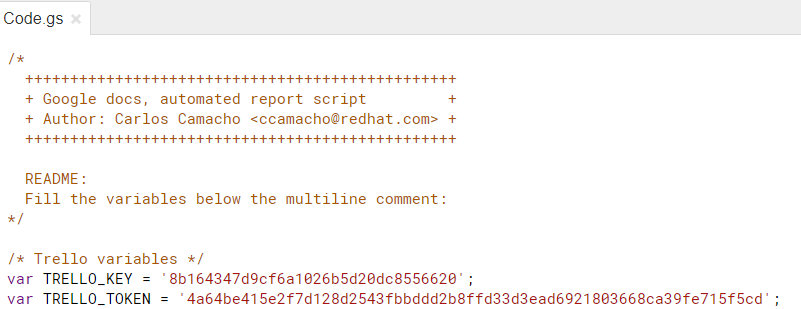 Code.gs ×
/*
++++++++++++++++++++++++++++++++++++++++++++++++
+ Google docs, automated report script         +
+ Author: Carlos Camacho <ccamacho@redhat.com> +
++++++++++++++++++++++++++++++++++++++++++++++++
README:
Fill the variables below the multiline comment:
*/
/* Trello variables */
var TRELLO_KEY = '8b164347d9cf6a1026b5d20dc8556620';
var TRELLO_TOKEN = '4a64be415e2f7d128d2543fbbddd2b8ffd33d3ead6921803668ca39fe715f5cd';